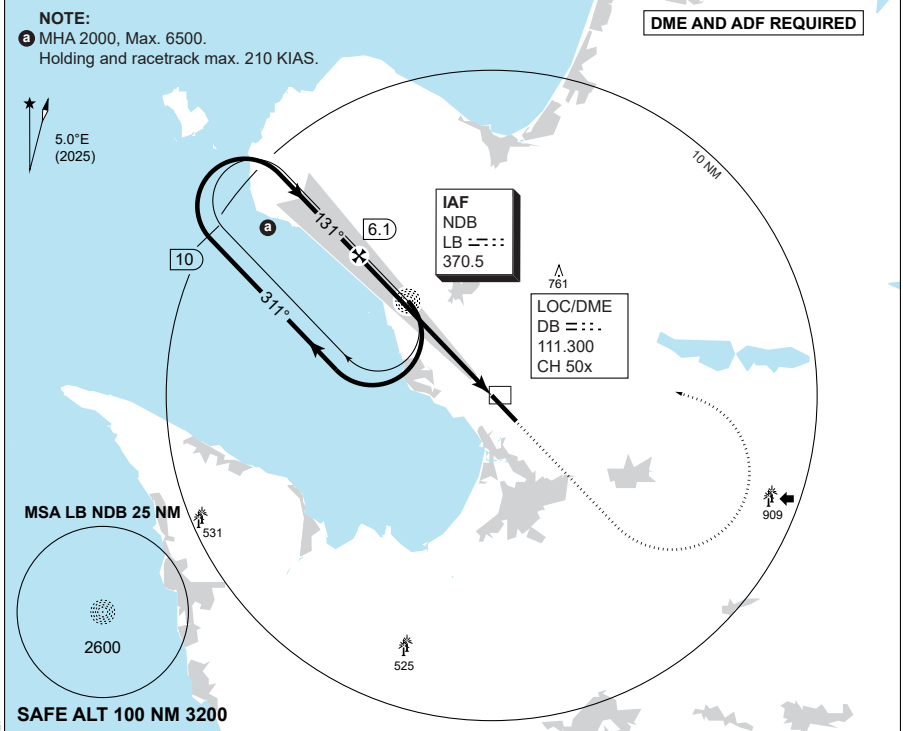 NOTE:
a MHA 2000, Max. 6500.
Holding and racetrack max. 210 KIAS.
DME AND ADF REQUIRED
5.0°E
(2025)
10 NM
131°
6.1
a
10
311°
IAF
NDB
LB
370.5
761
LOC/DME
DB
111.300
CH 50x
909
MSA LB NDB 25 NM
531
2600
525
SAFE ALT 100 NM 3200